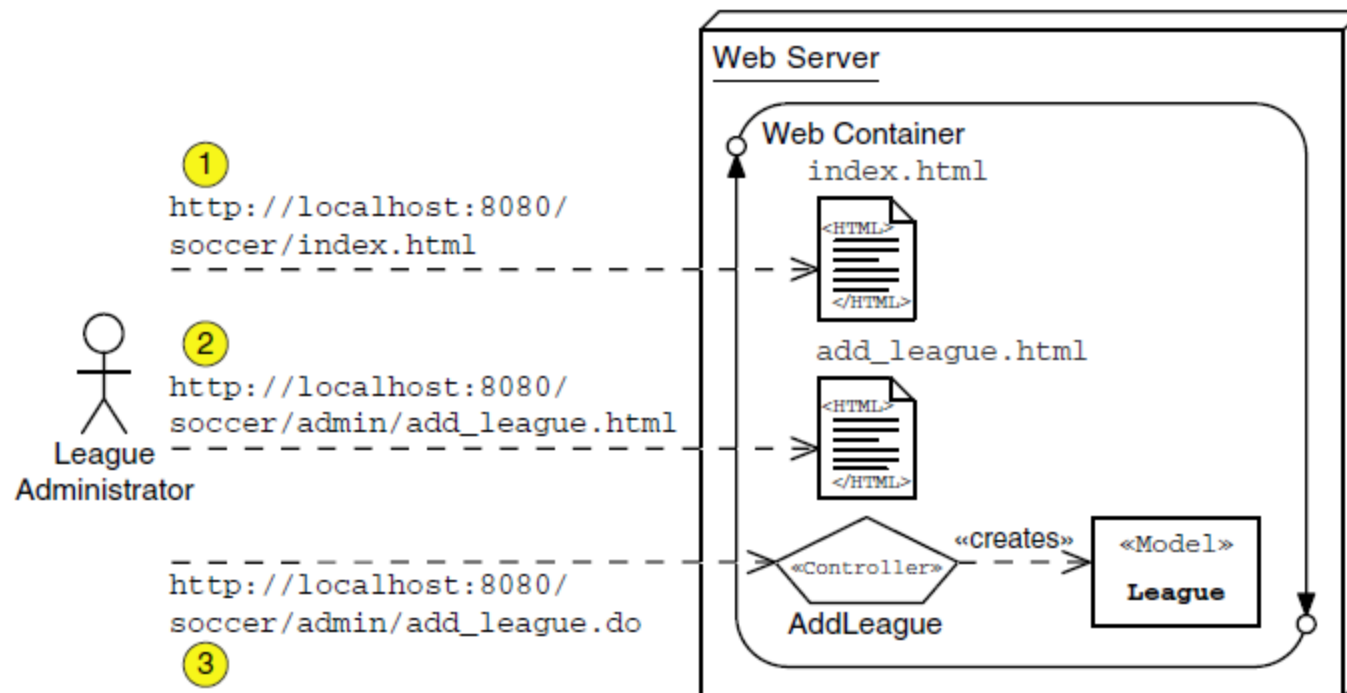 Web Server
Web Container
index.html
<HTML>
</HTML>
1
http://localhost:8080/
soccer/index.html
add_league.html
<HTML>
</HTML>
2
http://localhost:8080/
soccer/admin/add_league.html
League
Administrator
«creates»
«Controller»
AddLeague
«Model»
League
http://localhost:8080/
soccer/admin/add_league.do
3